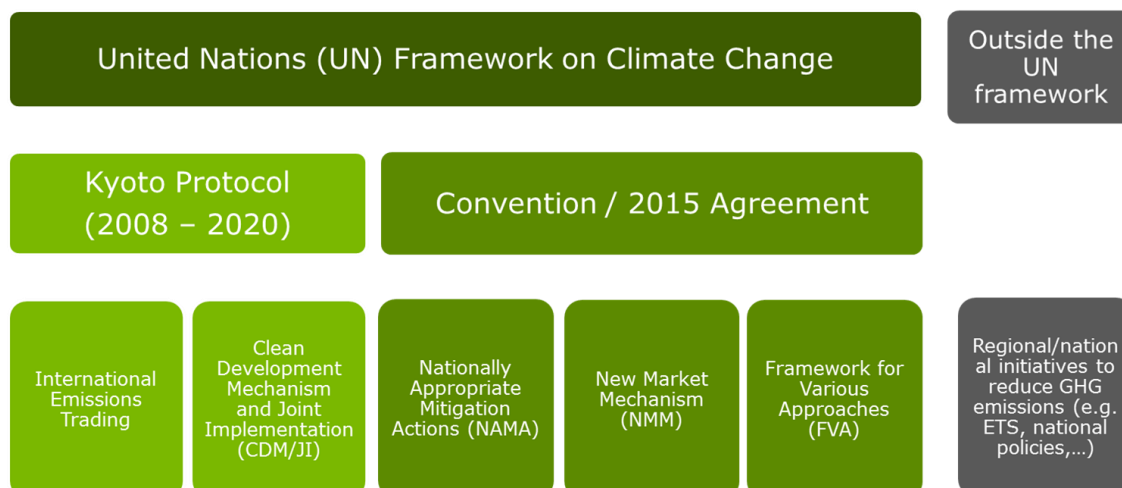 United Nations (UN) Framework on Climate Change
Outside the
UN
framework
Kyoto Protocol
(2008 – 2020)
Convention / 2015 Agreement
International
Emissions
Trading
Clean
Development
Mechanism
and Joint
Implementation
(CDM/JI)
Nationally
Appropriate
Mitigation
Actions (NAMA)
New Market
Mechanism
(NMM)
Framework for
Various
Approaches
(FVA)
Regional/nation
al initiatives to
reduce GHG
emissions (e.g.
ETS, national
policies,...)